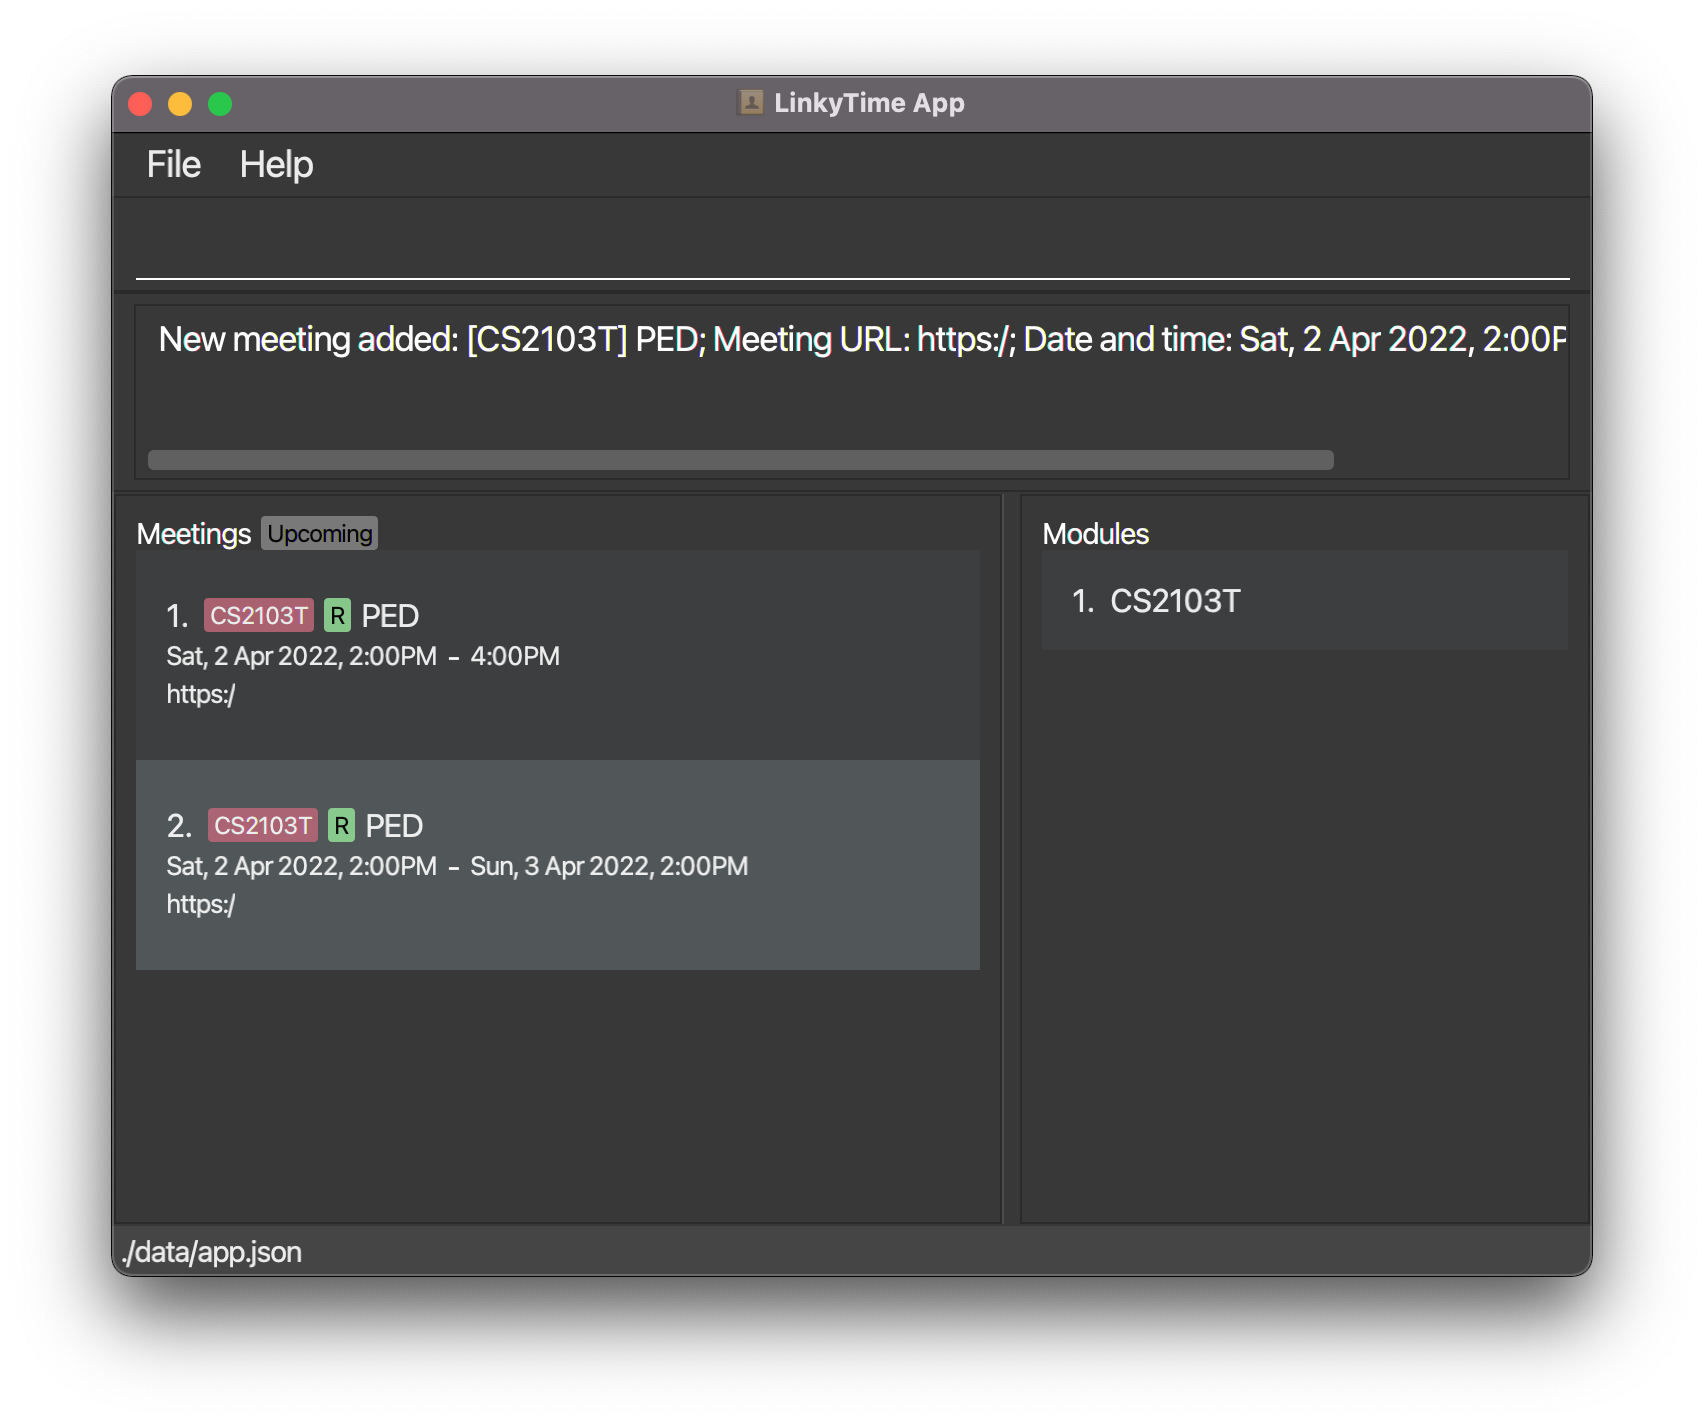 LinkyTime App
File Help
New meeting added: [CS2103T] PED; Meeting URL: https:/; Date and time: Sat, 2 Apr 2022, 2:00P
Meetings Upcoming
1. CS2103T R PED
Sat, 2 Apr 2022, 2:00PM - 4:00PM
https:/
2. CS2103T R PED
Sat, 2 Apr 2022, 2:00PM - Sun, 3 Apr 2022, 2:00PM
https:/
Modules
1. CS2103T
./data/app.json